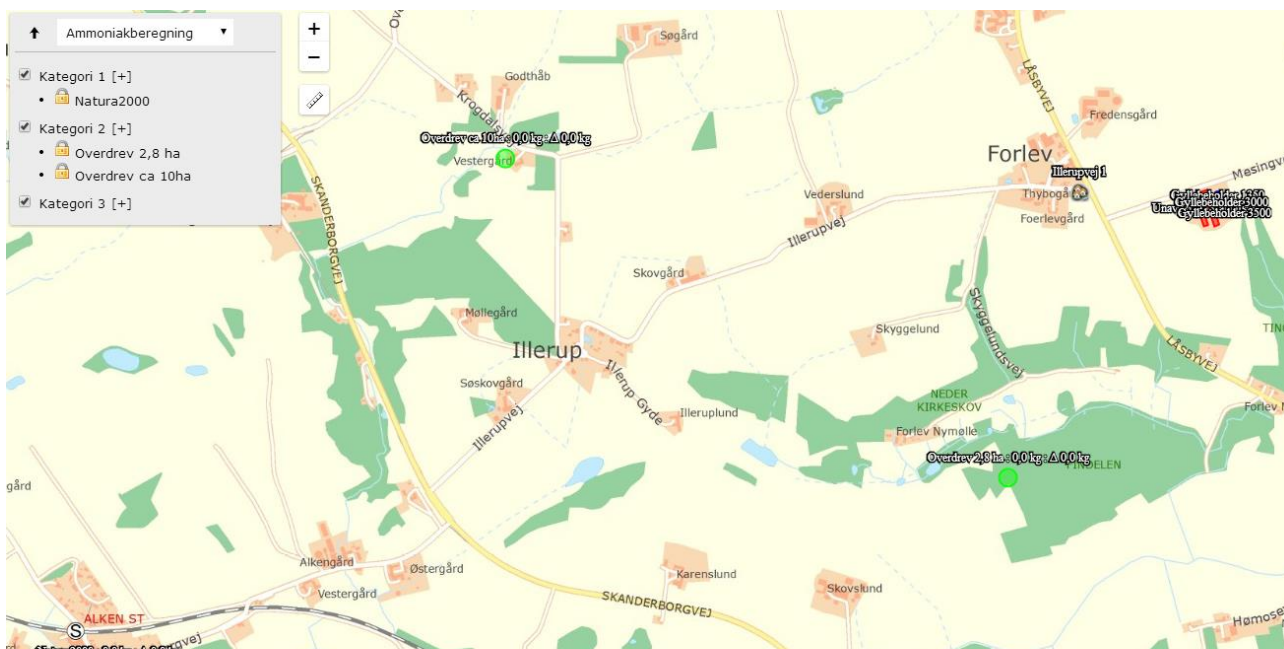 Ammoniakberegning
Kategori 1 [+]
Natura2000
Kategori 2 [+]
Overdrev 2,8 ha
Overdrev ca 10ha
Kategori 3 [+]
+
−
Søgård
Godthåb
Krogdalsvej
Overdrev ca 10ha : 0,0 kg - Δ 0,0 kg
Vestergård
LÅSBYVEJ
Fredensgård
Forlev
Illerupvej 1
Thybogård
Foerlevgård
Gyllebeholder 1350
Gyllebeholder 3000
Gyllebeholder 3500
Vederslund
Illerupvej
SKANDERBORGVEJ
Skovgård
Møllegård
Skyggelund
Skyggelundsvej
Illerup
LÅSBYVEJ
Søskovgård
Illerup Gyde
Illeruplund
Illerupvej
NEDER
KIRKESKOV
Forlev Nymølle
Overdrev 2,8 ha : 0,0 kg - Δ 0,0 kg
gård
Alkengård
Østergård
Vestergård
Karenslund
Skovslund
SKANDERBORGVEJ
ALKEN ST
S